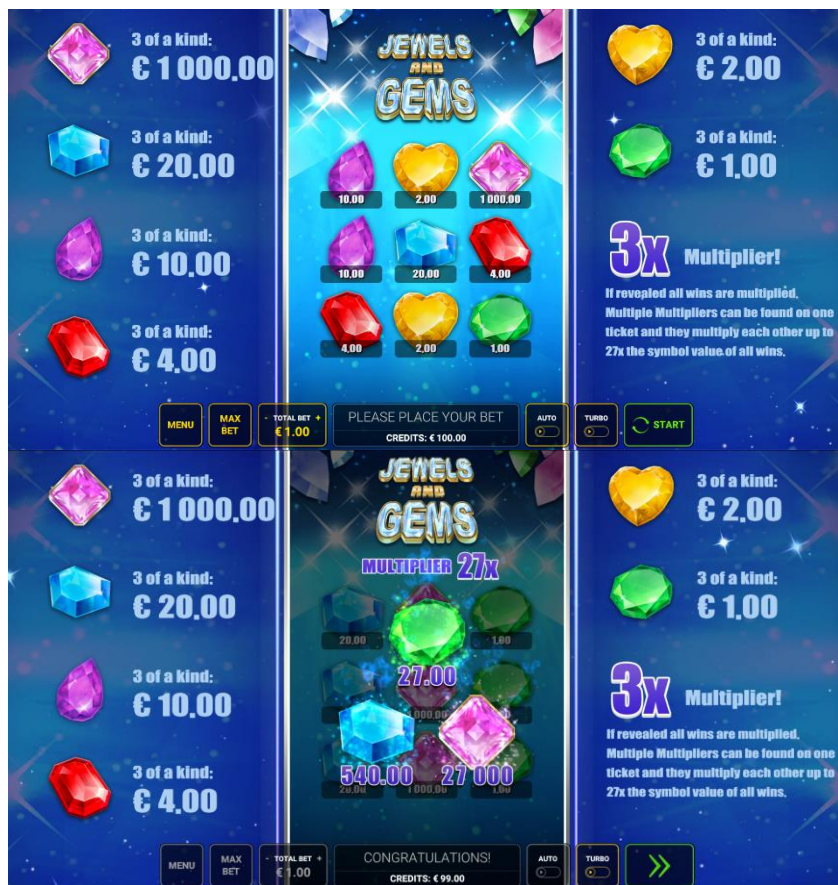 3 of a kind:
€ 1 000.00
3 of a kind:
€ 20.00
3 of a kind:
€ 10.00
3 of a kind:
€ 4.00
JEWELS
AND
GEMS
10.00 2.00 1 000.00
10.00 20.00 4.00
4.00 2.00 1.00
3 of a kind:
€ 2.00
3 of a kind:
€ 1.00
3x Multiplier!
If revealed all wins are multiplied.
Multiple Multipliers can be found on one
ticket and they multiply each other up to
27x the symbol value of all wins.
MENU
MAX
BET
- TOTAL BET +
€ 1.00
PLEASE PLACE YOUR BET
CREDITS: € 100.00
AUTO
TURBO
START
3 of a kind:
€ 1 000.00
3 of a kind:
€ 20.00
3 of a kind:
€ 10.00
3 of a kind:
€ 4.00
JEWELS
AND
GEMS
MULTIPLIER 27x
20.00 1.00
27.00
1 000.00
540.00 27 000
20.00 1 000.00 1.00
3 of a kind:
€ 2.00
3 of a kind:
€ 1.00
3x Multiplier!
If revealed all wins are multiplied.
Multiple Multipliers can be found on one
ticket and they multiply each other up to
27x the symbol value of all wins.
MENU
MAX
BET
- TOTAL BET +
€ 1.00
CONGRATULATIONS!
CREDITS: € 99.00
AUTO
TURBO